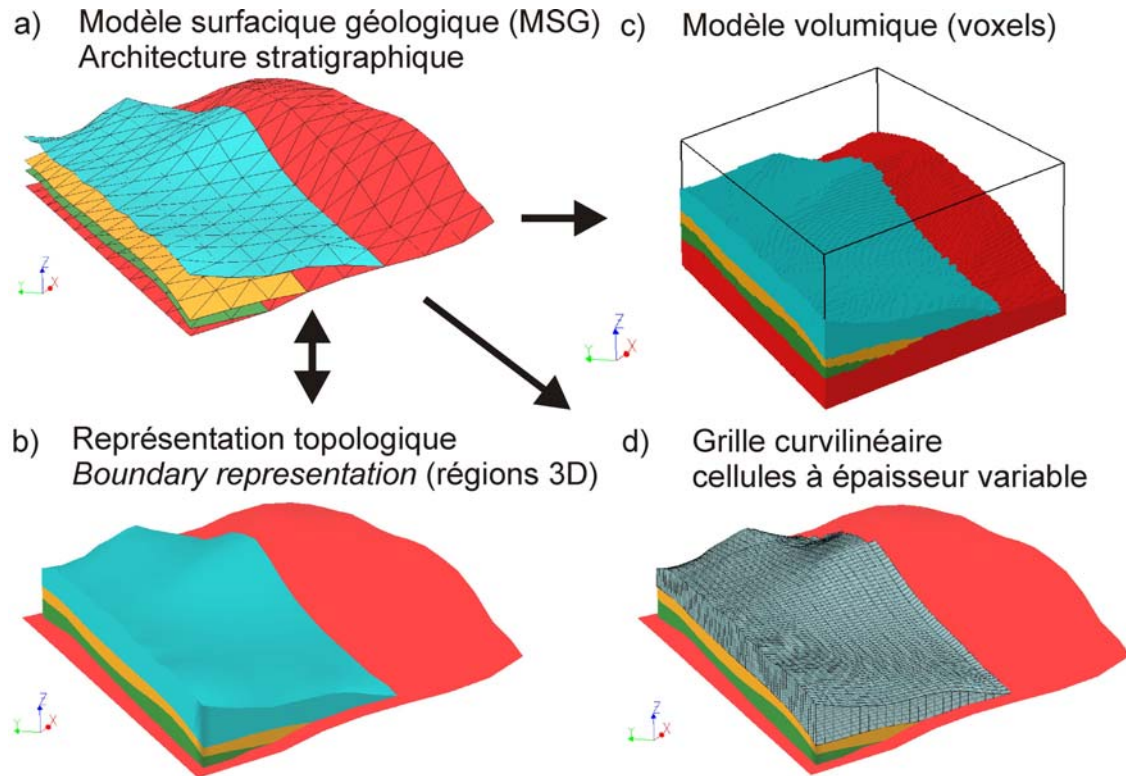 a) Modèle surfacique géologique (MSG)
Architecture stratigraphique
c) Modèle volumique (voxels)
Z
Y
X
Z
Y
X
b) Représentation topologique
Boundary representation (régions 3D)
d) Grille curvilinéaire
cellules à épaisseur variable
Z
Y
X
Z
Y
X